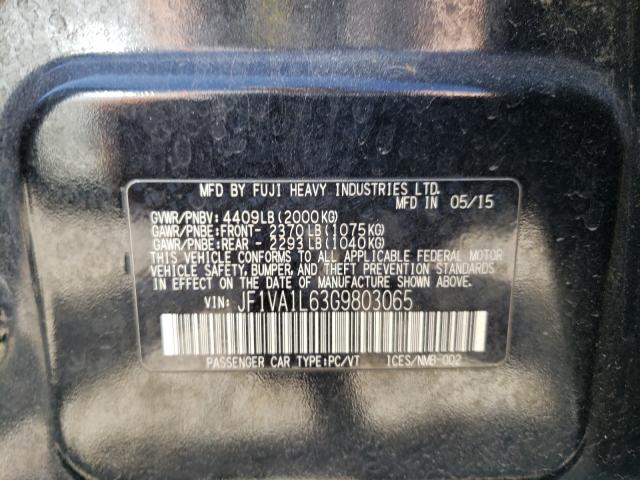 MFD BY FUJI HEAVY INDUSTRIES LTD.
MFD IN 05/15
GVWR/PNBV: 4409LB(2000KG)
GAWR/PNBE:FRONT- 2370LB(1075KG)
GAWR/PNBE:REAR - 2293LB(1040KG)
THIS VEHICLE CONFORMS TO ALL APPLICABLE FEDERAL MOTOR
VEHICLE SAFETY, BUMPER, AND THEFT PREVENTION STANDARDS
IN EFFECT ON THE DATE OF MANUFACTURE SHOWN ABOVE.
VIN: JF1VA1L63G9803065
PASSENGER CAR TYPE:PC/VT ICES/NMB-002